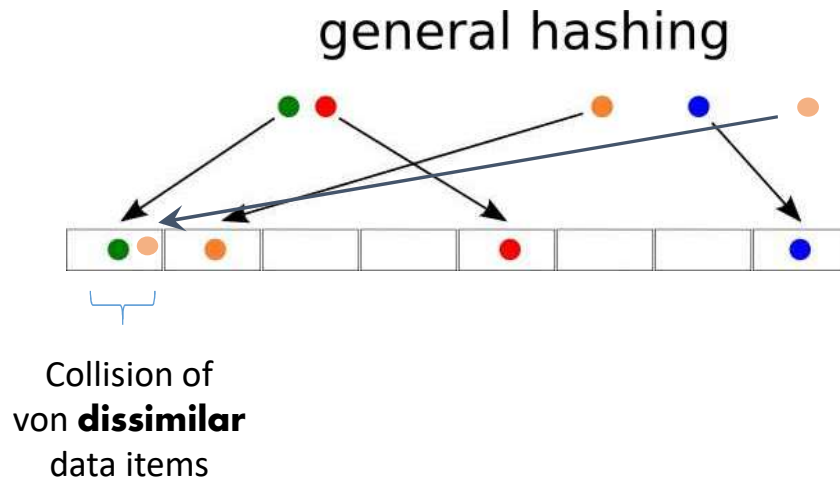 general hashing
Collision of
von dissimilar
data items